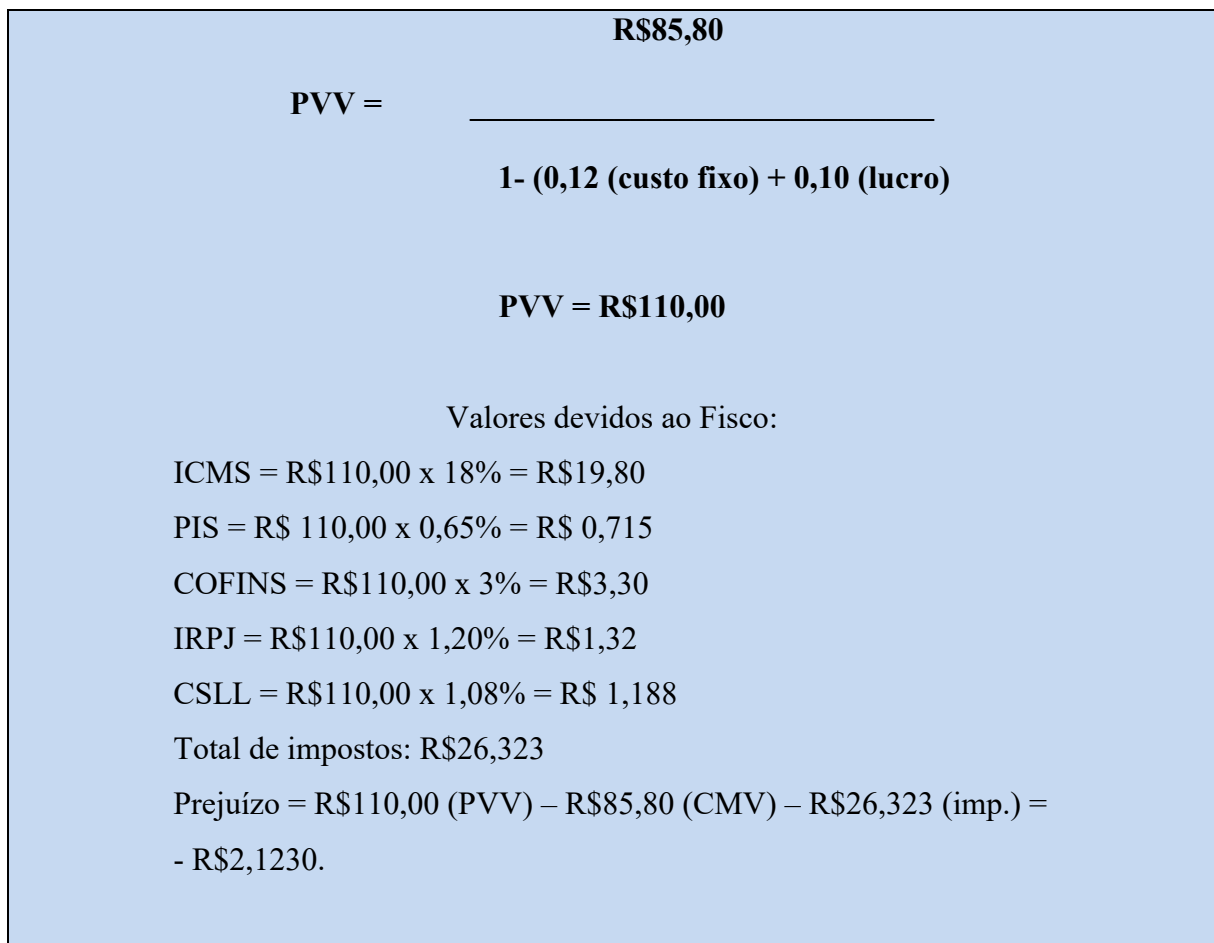 R$85,80
PVV =
1- (0,12 (custo fixo) + 0,10 (lucro)
PVV = R$110,00
Valores devidos ao Fisco:
ICMS = R$110,00 x 18% = R$19,80
PIS = R$ 110,00 x 0,65% = R$ 0,715
COFINS = R$110,00 x 3% = R$3,30
IRPJ = R$110,00 x 1,20% = R$1,32
CSLL = R$110,00 x 1,08% = R$ 1,188
Total de impostos: R$26,323
Prejuízo = R$110,00 (PVV) – R$85,80 (CMV) – R$26,323 (imp.) =
- R$2,1230.